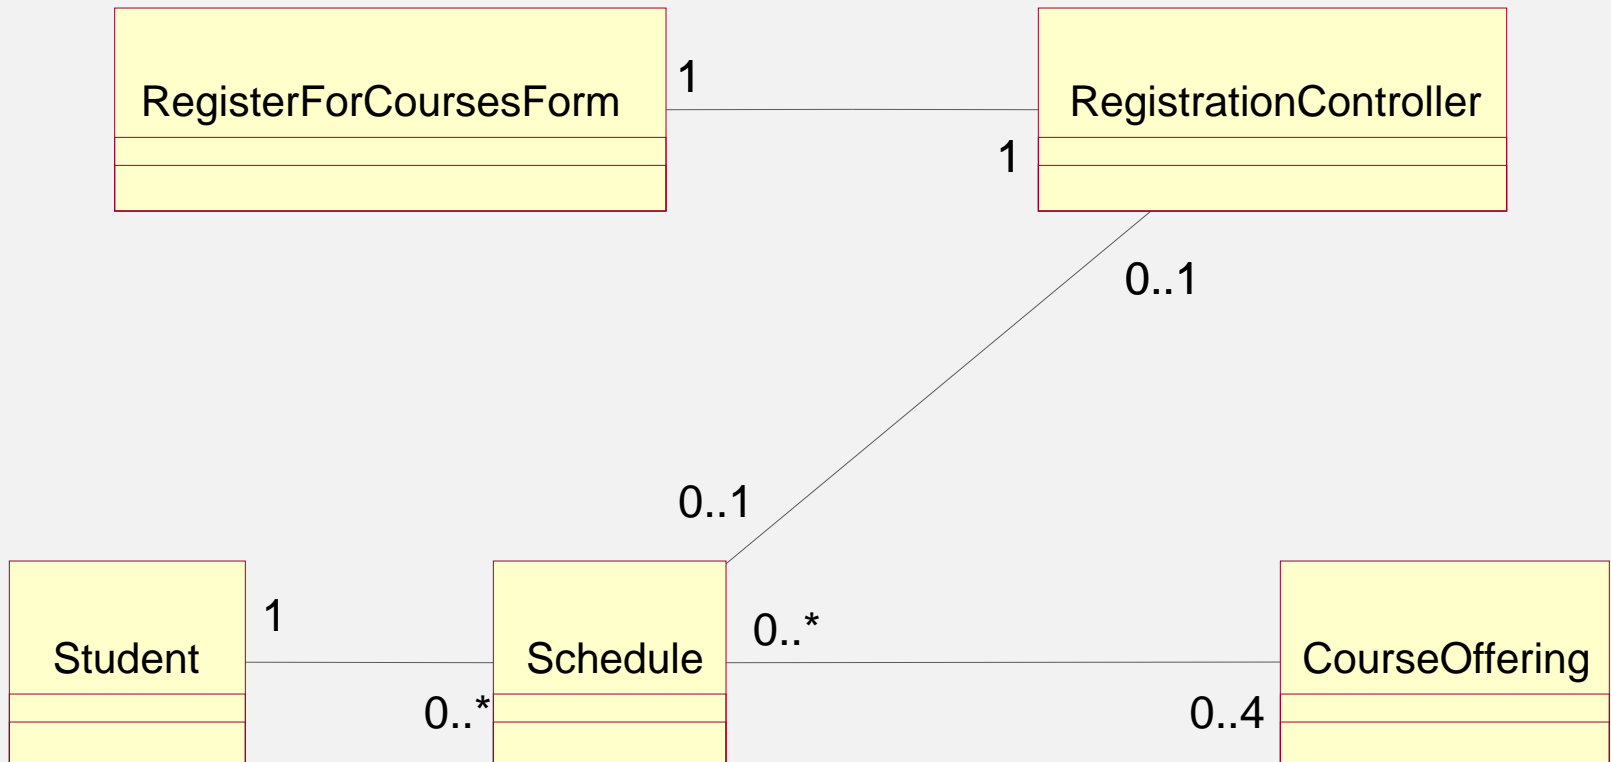 1
RegisterForCoursesForm
RegistrationController
1
0..1
0..1
1
0..*
Student
Schedule
CourseOffering
0..*
0..4